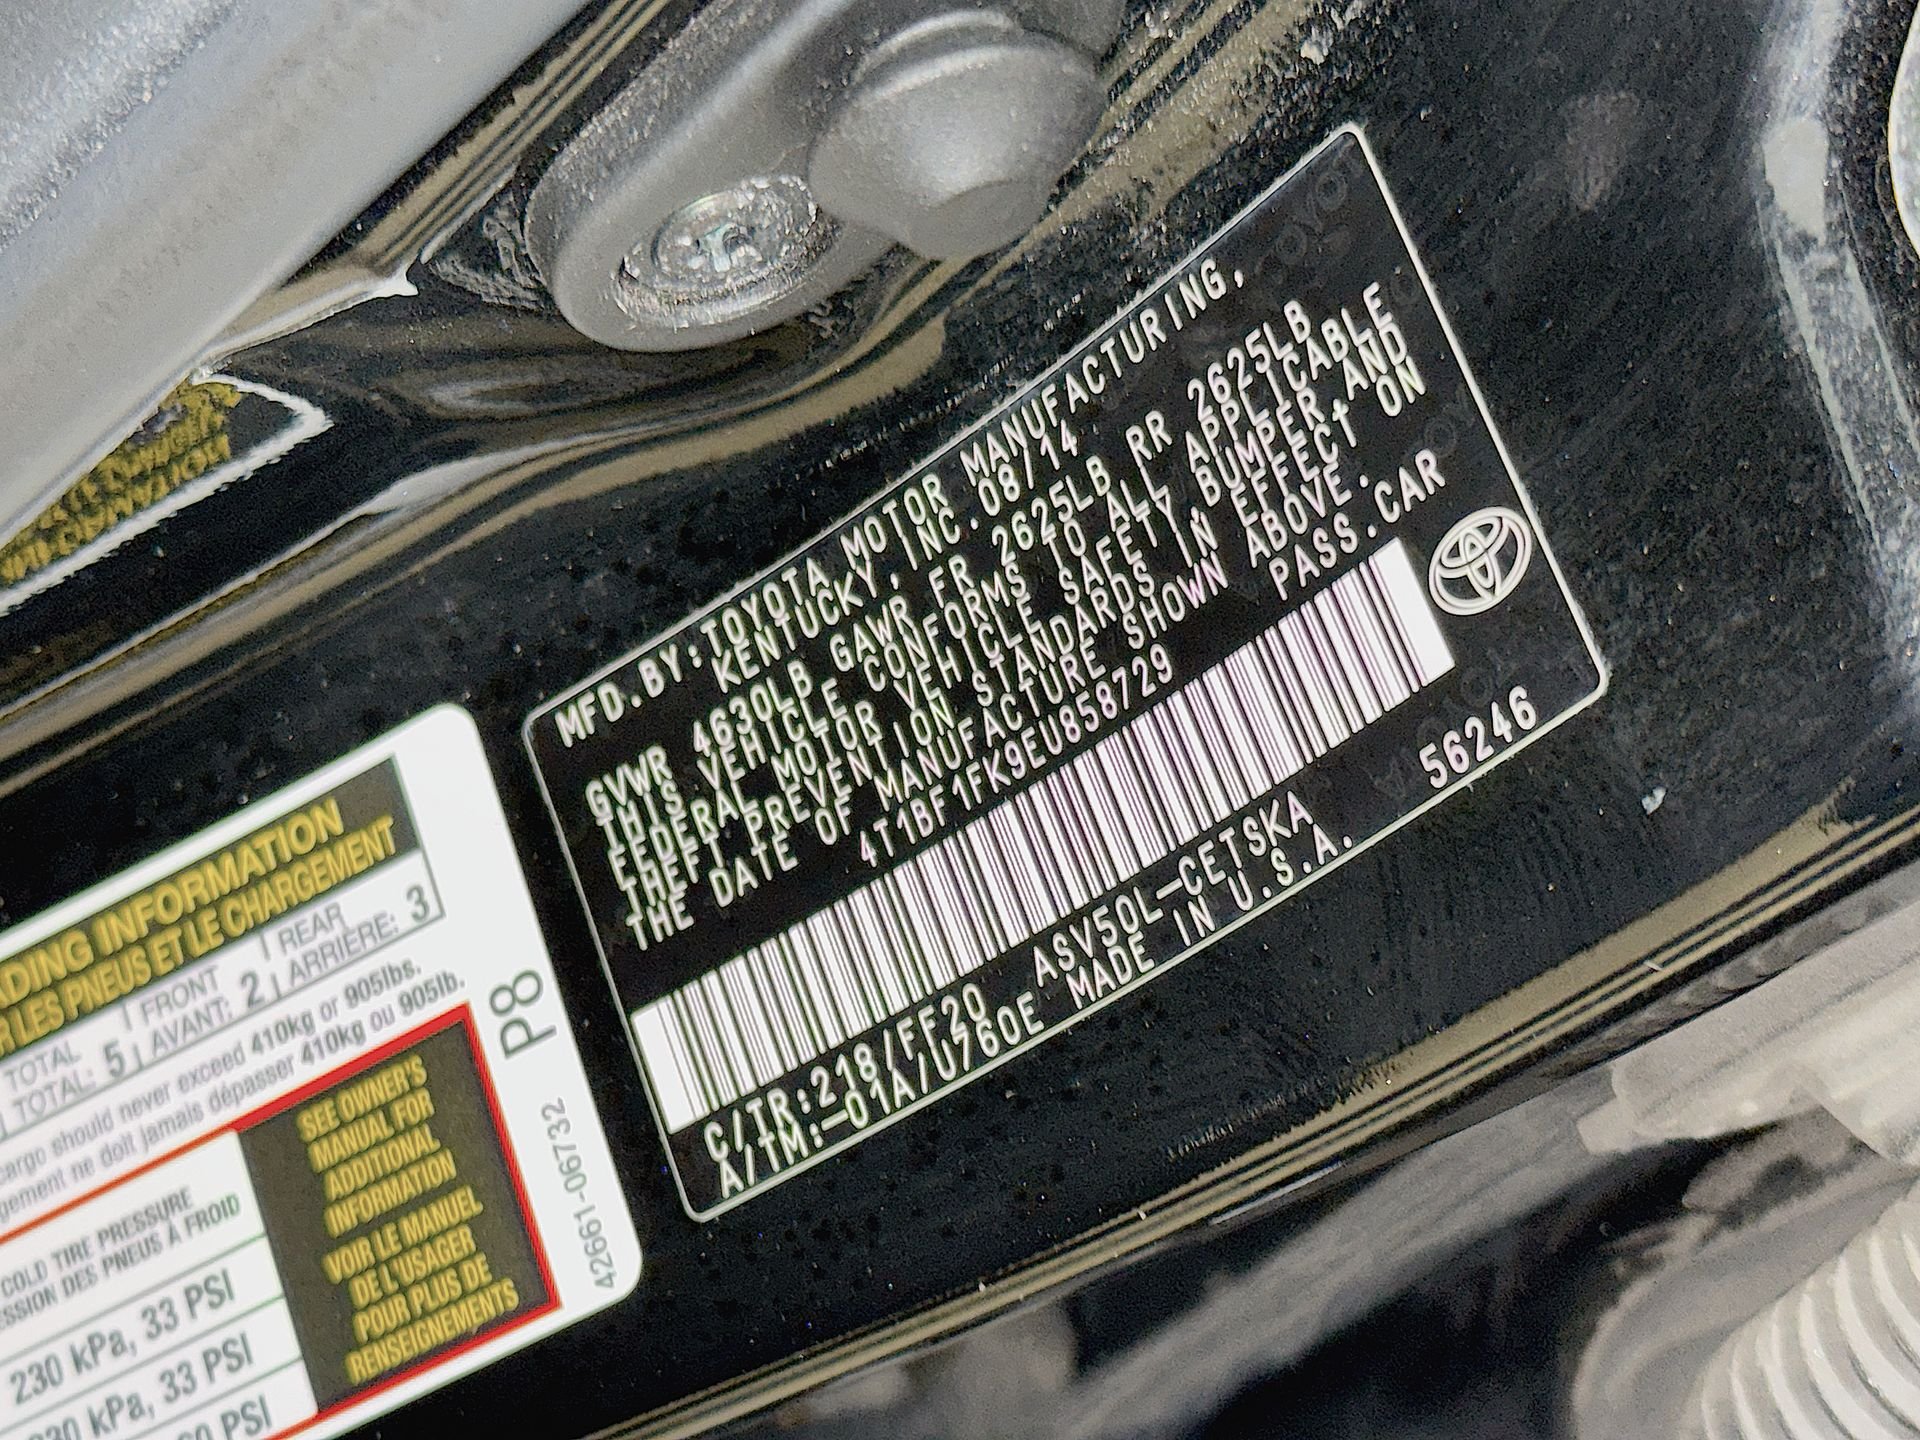 MFD.BY:TOYOTA MOTOR MANUFACTURING,
KENTUCKY,INC.08/14
GVWR 4630LB GAWR FR 2625LB RR 2625LB
THIS VEHICLE CONFORMS TO ALL APPLICABLE
FEDERAL MOTOR VEHICLE SAFETY,BUMPER,AND
THEFT PREVENTION STANDARDS IN EFFECT ON
THE DATE OF MANUFACTURE SHOWN ABOVE.
4T1BF1FK9EU858729 PASS.CAR
C/TR:218/FF20 ASV50L-CETSKA 56246
A/TM:-01A/U760E MADE IN U.S.A.
ADING INFORMATION
R LES PNEUS ET LE CHARGEMENT
TOTAL FRONT REAR
TOTAL: 5 AVANT: 2 ARRIÈRE: 3
cargo should never exceed 410kg or 905lbs.
gement ne doit jamais dépasser 410kg ou 905lb.
COLD TIRE PRESSURE
ESSION DES PNEUS À FROID
230 kPa, 33 PSI
230 kPa, 33 PSI
60 PSI
SEE OWNER'S
MANUAL FOR
ADDITIONAL
INFORMATION
VOIR LE MANUEL
DE L'USAGER
POUR PLUS DE
RENSEIGNEMENTS
P8
426661-06732